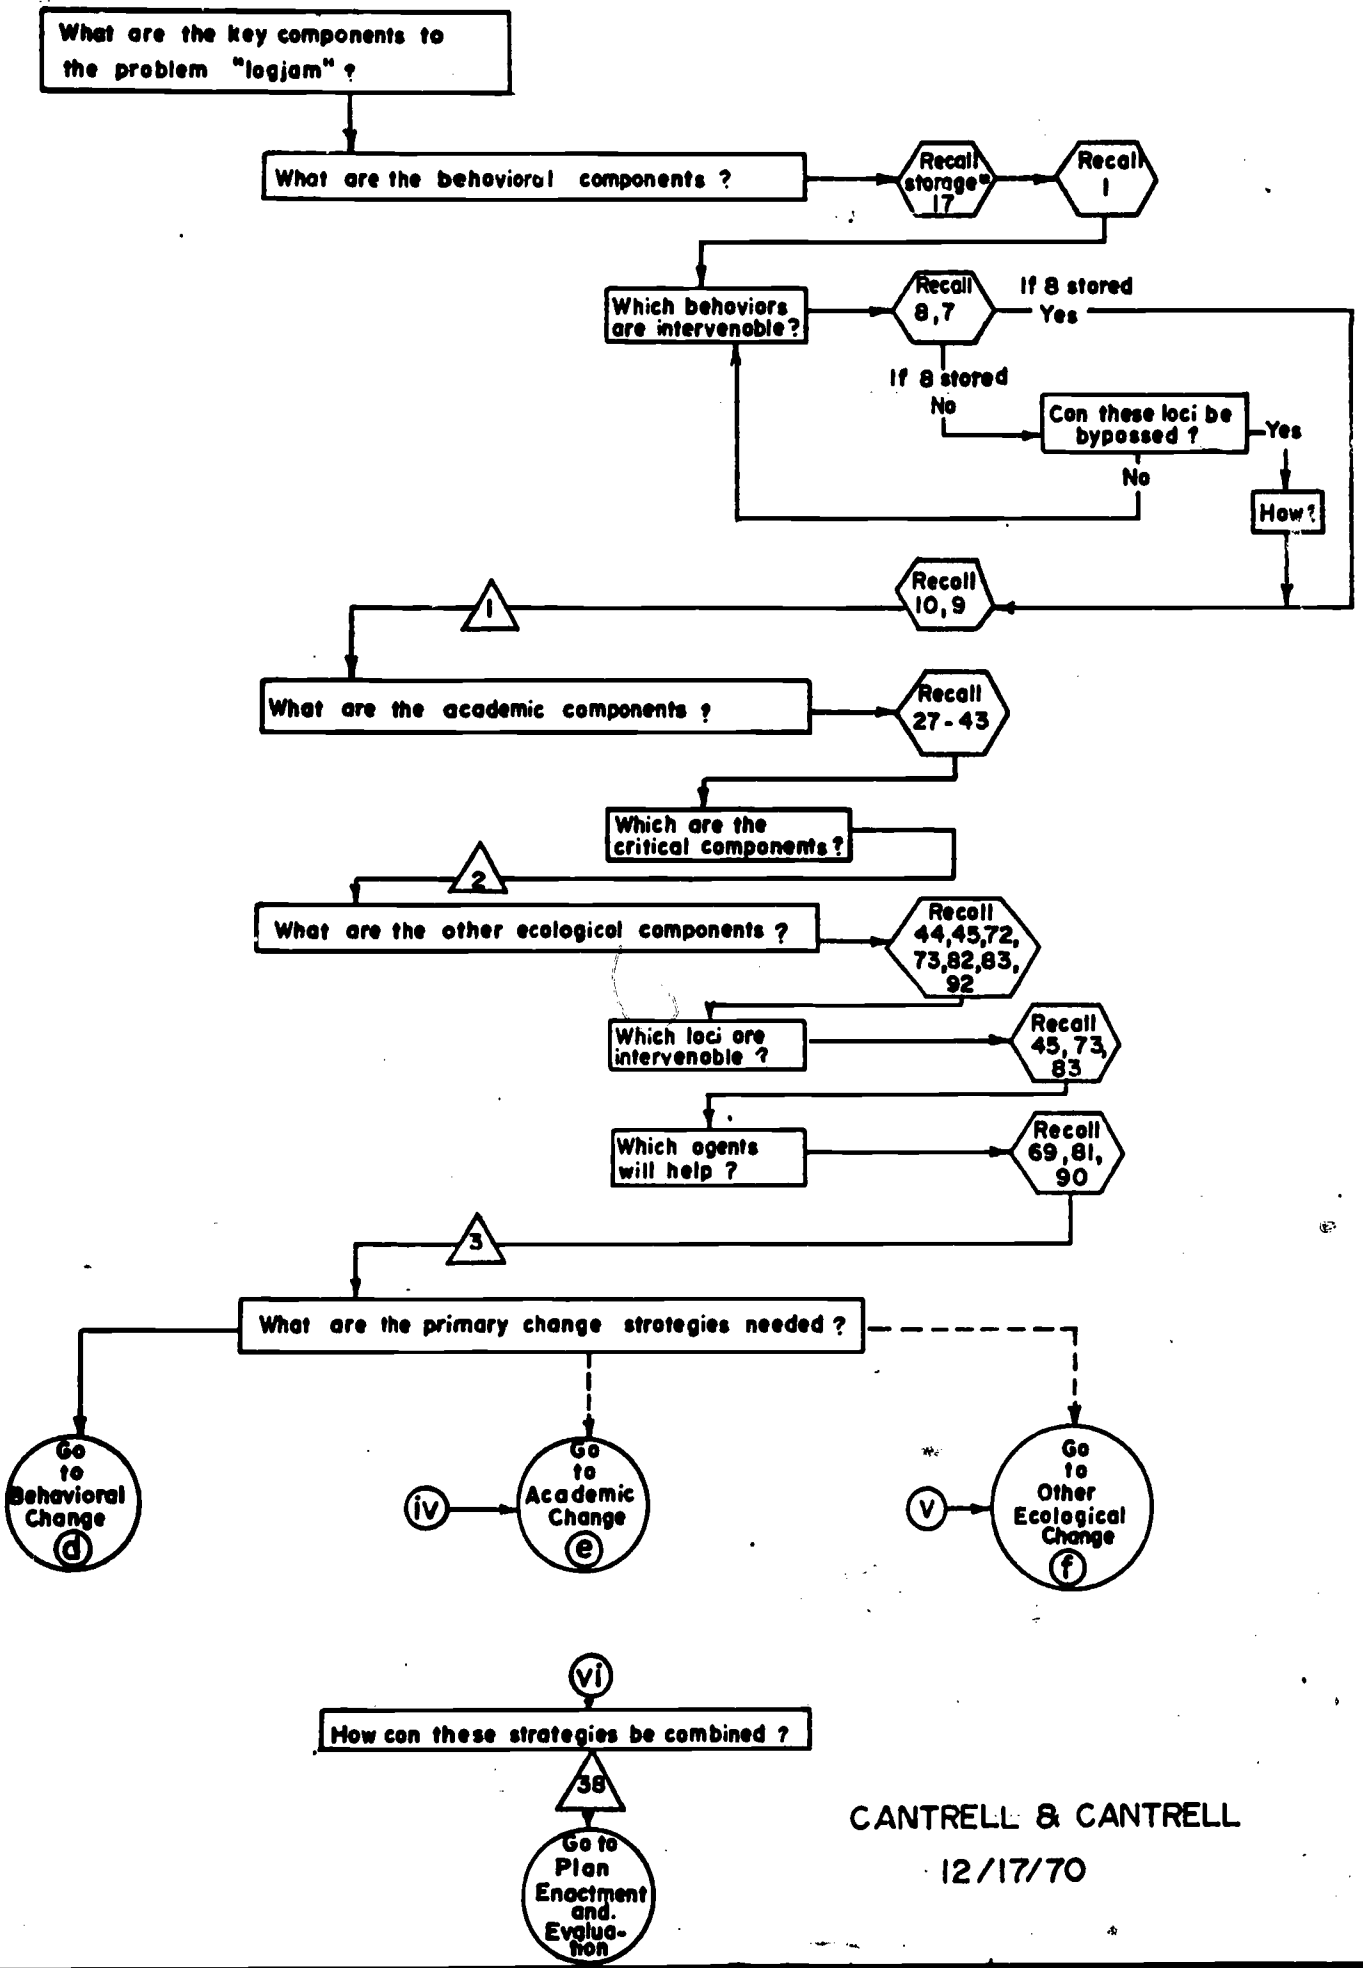 What are the key components to
the problem "logjam" ?
What are the behavioral components ?
Recall
storage"
17
Recall
1
Which behaviors
are intervenable?
Recall
8,7
If 8 stored
Yes
If 8 stored
No
Can these loci be
bypassed ?
Yes
No
How?
Recall
10,9
1
What are the academic components ?
Recall
27-43
Which are the
critical components?
2
What are the other ecological components ?
Recall
44,45,72,
73,82,83,
92
Which loci are
intervenable ?
Recall
45, 73,
83
Which agents
will help ?
Recall
69,81,
90
3
What are the primary change strategies needed ?
Go
to
Behavioral
Change
d
iv
Go
to
Academic
Change
e
v
Go
to
Other
Ecological
Change
f
vi
How can these strategies be combined ?
38
Go to
Plan
Enactment
and.
Evalua-
tion
CANTRELL & CANTRELL
12/17/70